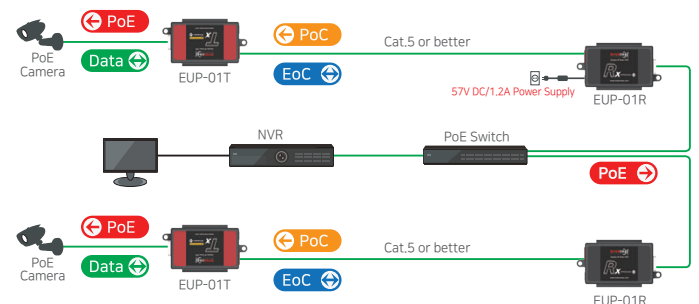 PoE
PoC
Cat.5 or better
PoE
Camera
Data
EoC
EUP-01T
57V DC/1.2A Power Supply
Rx
EUP-01R
NVR
PoE Switch
PoE
PoE
PoC
Cat.5 or better
PoE
Camera
Data
EoC
EUP-01T
Rx
EUP-01R